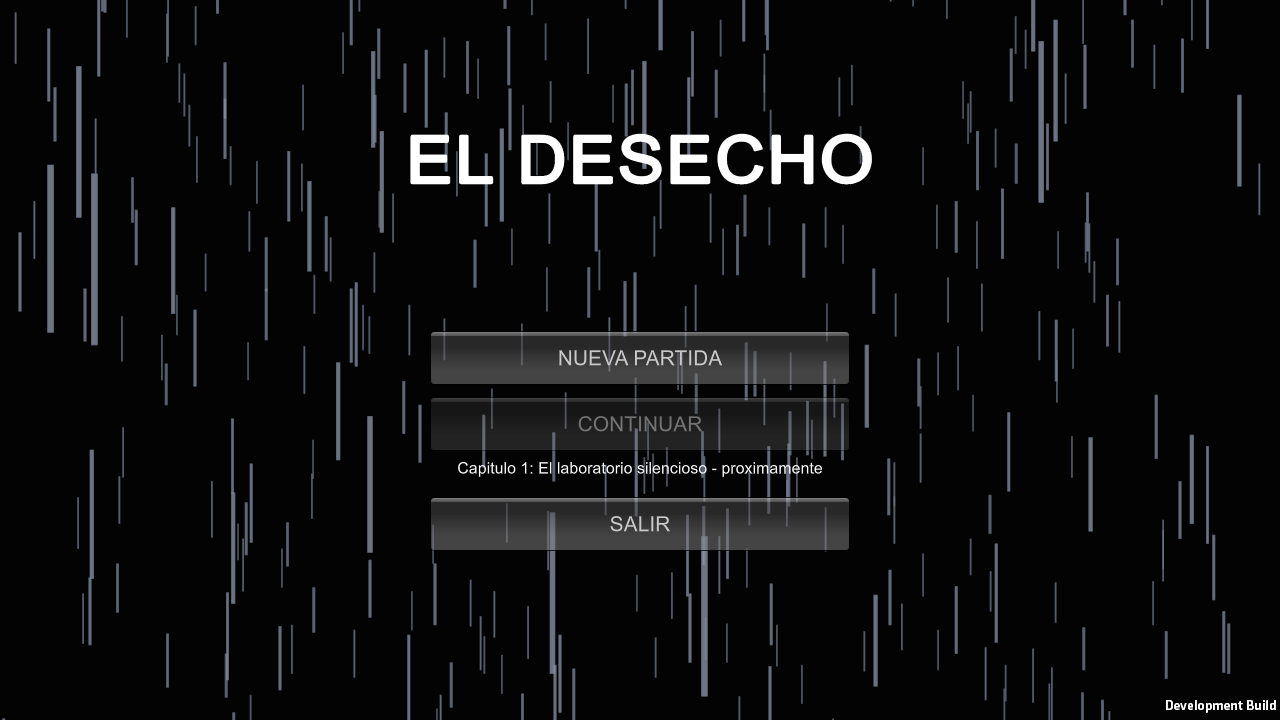 EL DESECHO
NUEVA PARTIDA
CONTINUAR
Capitulo 1: El laboratorio silencioso - proximamente
SALIR
Development Build